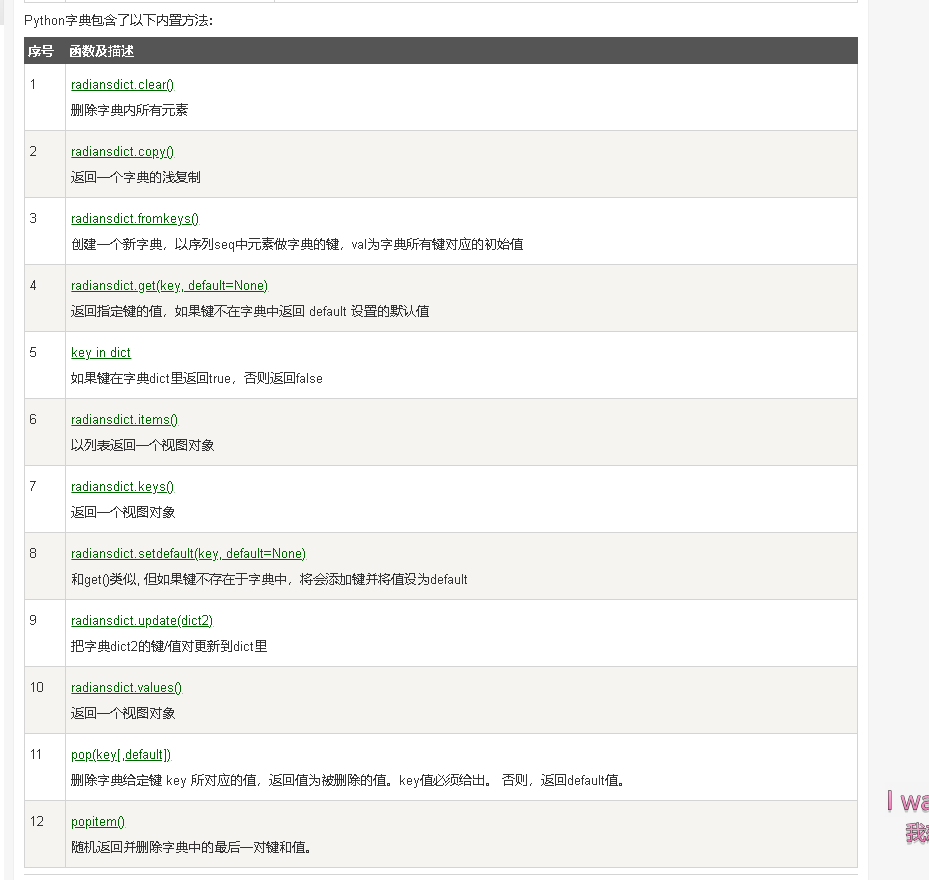 Python字典包含了以下内置方法：
序号 函数及描述
1 radiansdict.clear()
删除字典内所有元素
2 radiansdict.copy()
返回一个字典的浅复制
3 radiansdict.fromkeys()
创建一个新字典，以序列seq中元素做字典的键，val为字典所有键对应的初始值
4 radiansdict.get(key, default=None)
返回指定键的值，如果键不在字典中返回 default 设置的默认值
5 key in dict
如果键在字典dict里返回true，否则返回false
6 radiansdict.items()
以列表返回一个视图对象
7 radiansdict.keys()
返回一个视图对象
8 radiansdict.setdefault(key, default=None)
和get()类似, 但如果键不存在于字典中，将会添加键并将值设为default
9 radiansdict.update(dict2)
把字典dict2的键/值对更新到dict里
10 radiansdict.values()
返回一个视图对象
11 pop(key[,default])
删除字典给定键 key 所对应的值，返回值为被删除的值。key值必须给出。 否则，返回default值。
12 popitem()
随机返回并删除字典中的最后一对键和值。
I wa
我